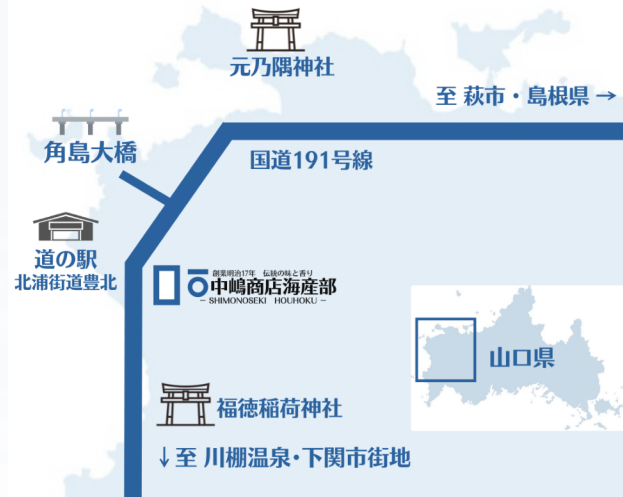 元乃隅神社
至 萩市・島根県 →
角島大橋
国道191号線
道の駅
北浦街道豊北
創業明治17年 伝統の味と香り
中嶋商店海産部
– SHIMONOSEKI HOUHOKU –
山口県
福徳稲荷神社
↓至 川棚温泉・下関市街地